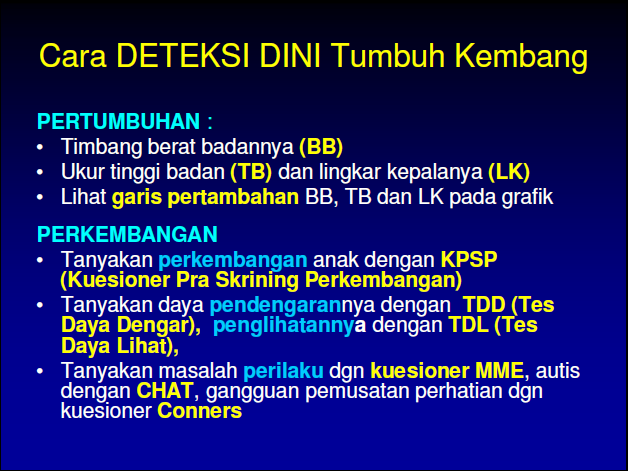 Cara DETEKSI DINI Tumbuh Kembang
PERTUMBUHAN :
• Timbang berat badannya (BB)
• Ukur tinggi badan (TB) dan lingkar kepalanya (LK)
• Lihat garis pertambahan BB, TB dan LK pada grafik
PERKEMBANGAN
• Tanyakan perkembangan anak dengan KPSP
(Kuesioner Pra Skrining Perkembangan)
• Tanyakan daya pendengarannya dengan TDD (Tes
Daya Dengar), penglihatannya dengan TDL (Tes
Daya Lihat),
• Tanyakan masalah perilaku dgn kuesioner MME, autis
dengan CHAT, gangguan pemusatan perhatian dgn
kuesioner Conners